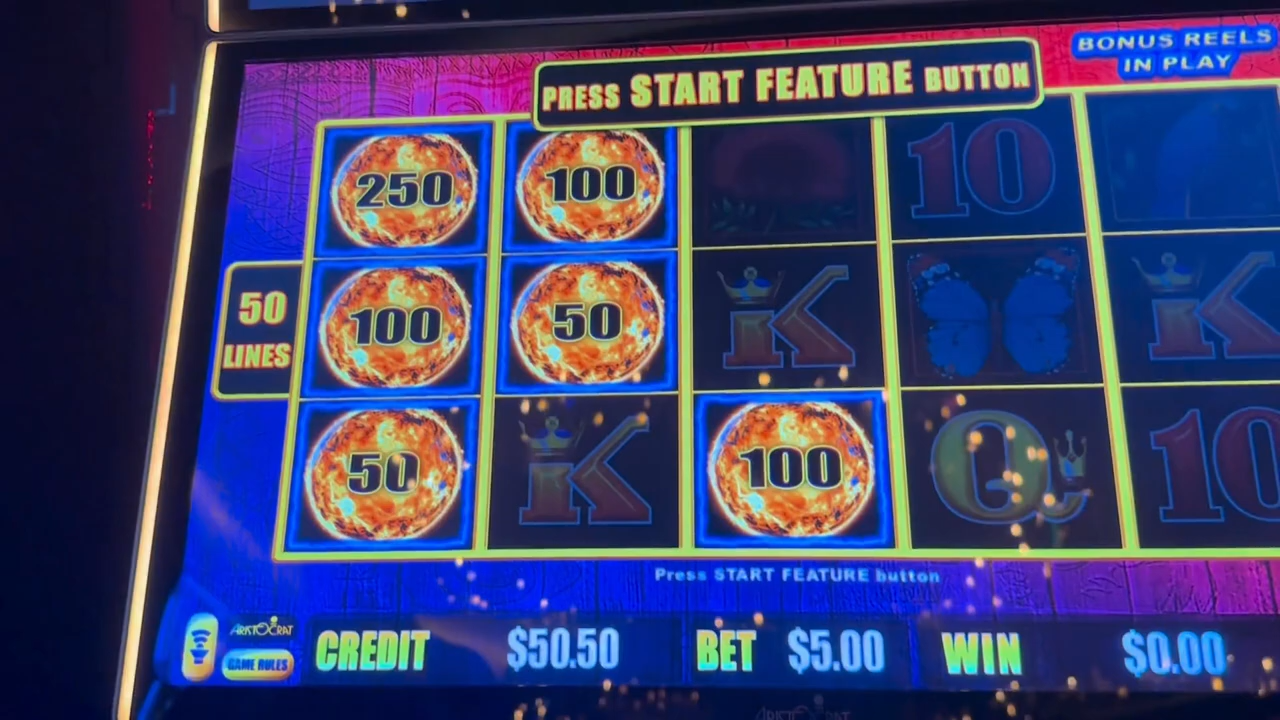 BONUS REELS
IN PLAY
PRESS START FEATURE BUTTON
250
100
10
50
LINES
100
50
K
K
50
K
100
Q
10
Press START FEATURE button
ARISTOCRAT
GAME RULES
CREDIT $50.50 BET $5.00 WIN $0.00
ARISTOCRAT